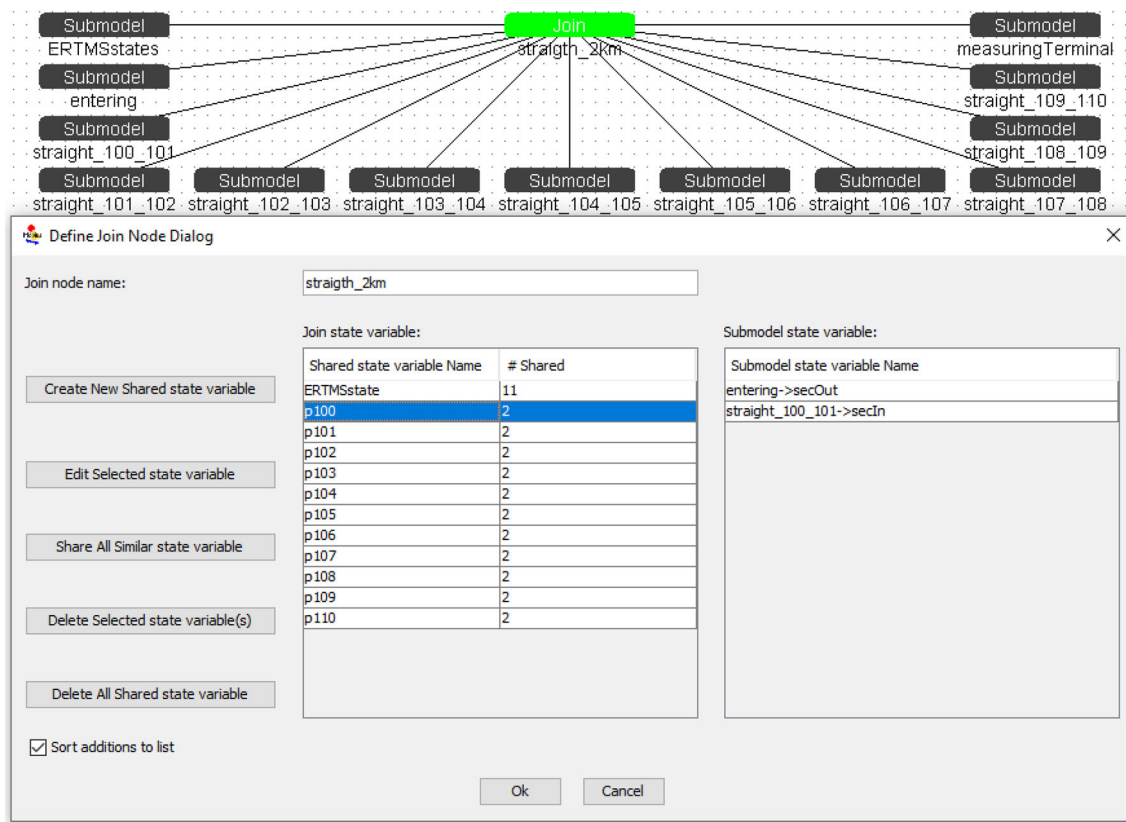 Submodel Join Submodel
ERTMSstates straigth_2km measuringTerminal
Submodel Submodel
entering straight_109_110
Submodel Submodel
straight_100_101 straight_108_109
Submodel Submodel Submodel Submodel Submodel Submodel Submodel
straight_101_102 straight_102_103 straight_103_104 straight_104_105 straight_105_106 straight_106_107 straight_107_108
Define Join Node Dialog
Join node name: straigth_2km
Join state variable: Submodel state variable:
Shared state variable Name # Shared Submodel state variable Name
Create New Shared state variable ERTMSstate 11 entering->secOut
p100 2 straight_100_101->secIn
p101 2
p102 2
Edit Selected state variable p103 2
p104 2
p105 2
Share All Similar state variable p106 2
p107 2
p108 2
p109 2
Delete Selected state variable(s) p110 2
Delete All Shared state variable
Sort additions to list
Ok Cancel